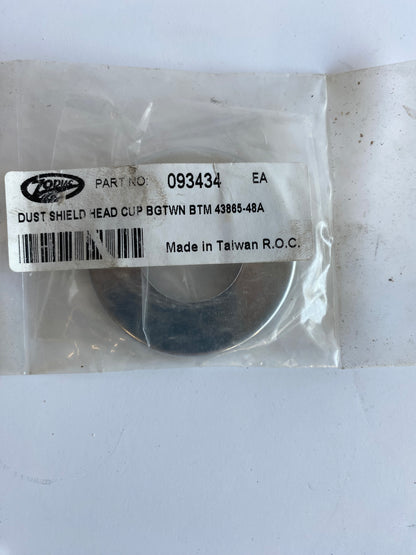 ZODIAC PART NO: 093434 EA
DUST SHIELD HEAD CUP BGTWN BTM 43865-48A
Made in Taiwan R.O.C.